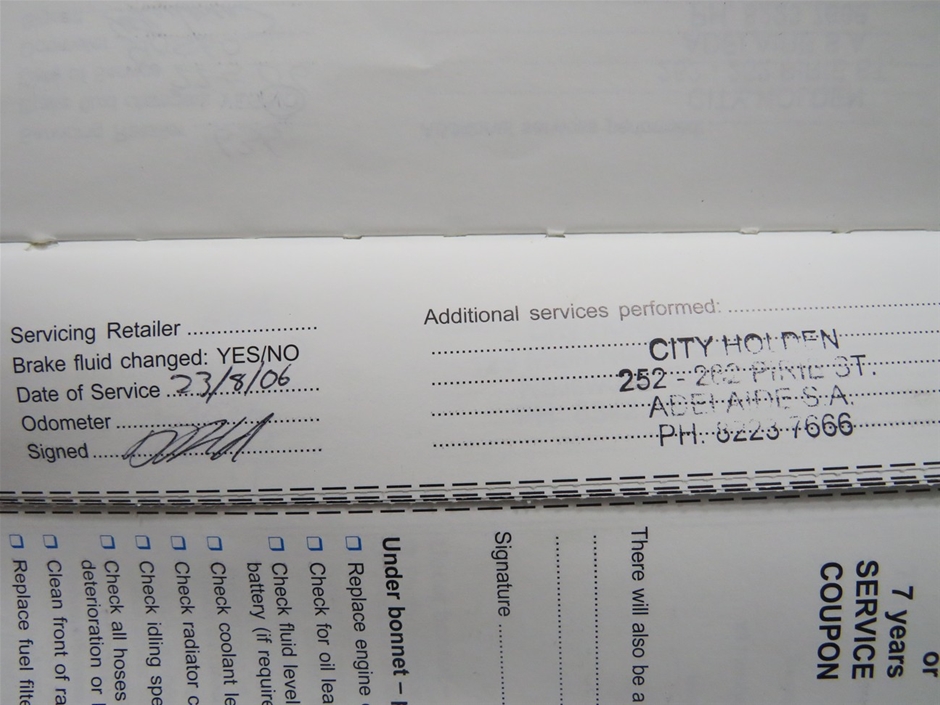 Servicing Retailer
Brake fluid changed: YES/NO
Date of Service 23/8/06
Odometer
Signed
Additional services performed:
CITY HOLDEN
252 - 262 PIRIE ST.
ADELAIDE S.A.
PH: 8223 7666
or
7 years
SERVICE
COUPON
There will also be a
Signature
Under bonnet –
Replace engine
Check for oil lea
Check fluid level
battery (if require
Check coolant le
Check radiator c
Check idling spe
Check all hoses
deterioration or
Clean front of ra
Replace fuel filte